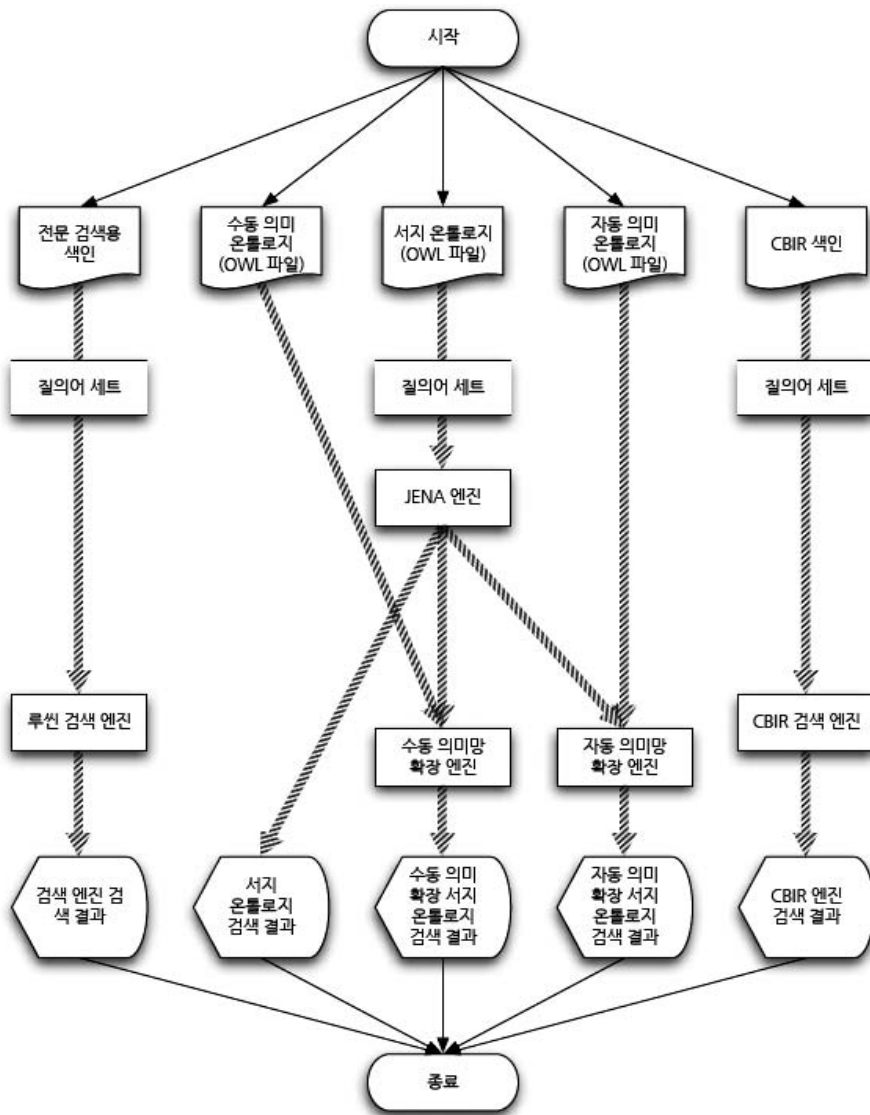 시작
전문 검색용
색인
수동 의미
온톨로지
(OWL 파일)
서지 온톨로지
(OWL 파일)
자동 의미
온톨로지
(OWL 파일)
CBIR 색인
질의어 세트
질의어 세트
질의어 세트
JENA 엔진
루씬 검색 엔진
수동 의미망
확장 엔진
자동 의미망
확장 엔진
CBIR 검색 엔진
검색 엔진 검
색 결과
서지
온톨로지
검색 결과
수동 의미
확장 서지
온톨로지
검색 결과
자동 의미
확장 서지
온톨로지
검색 결과
CBIR 엔진
검색 결과
종료